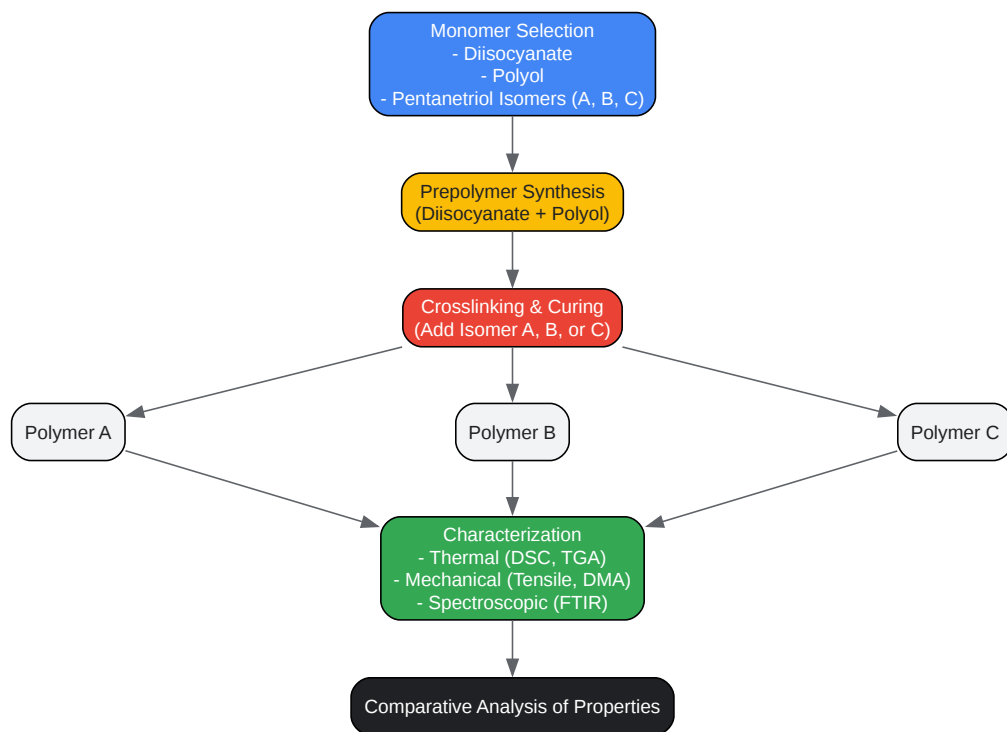 Monomer Selection
- Diisocyanate
- Polyol
- Pentanetriol Isomers (A, B, C)
Prepolymer Synthesis
(Diisocyanate + Polyol)
Crosslinking & Curing
(Add Isomer A, B, or C)
Polymer A
Polymer B
Polymer C
Characterization
- Thermal (DSC, TGA)
- Mechanical (Tensile, DMA)
- Spectroscopic (FTIR)
Comparative Analysis of Properties